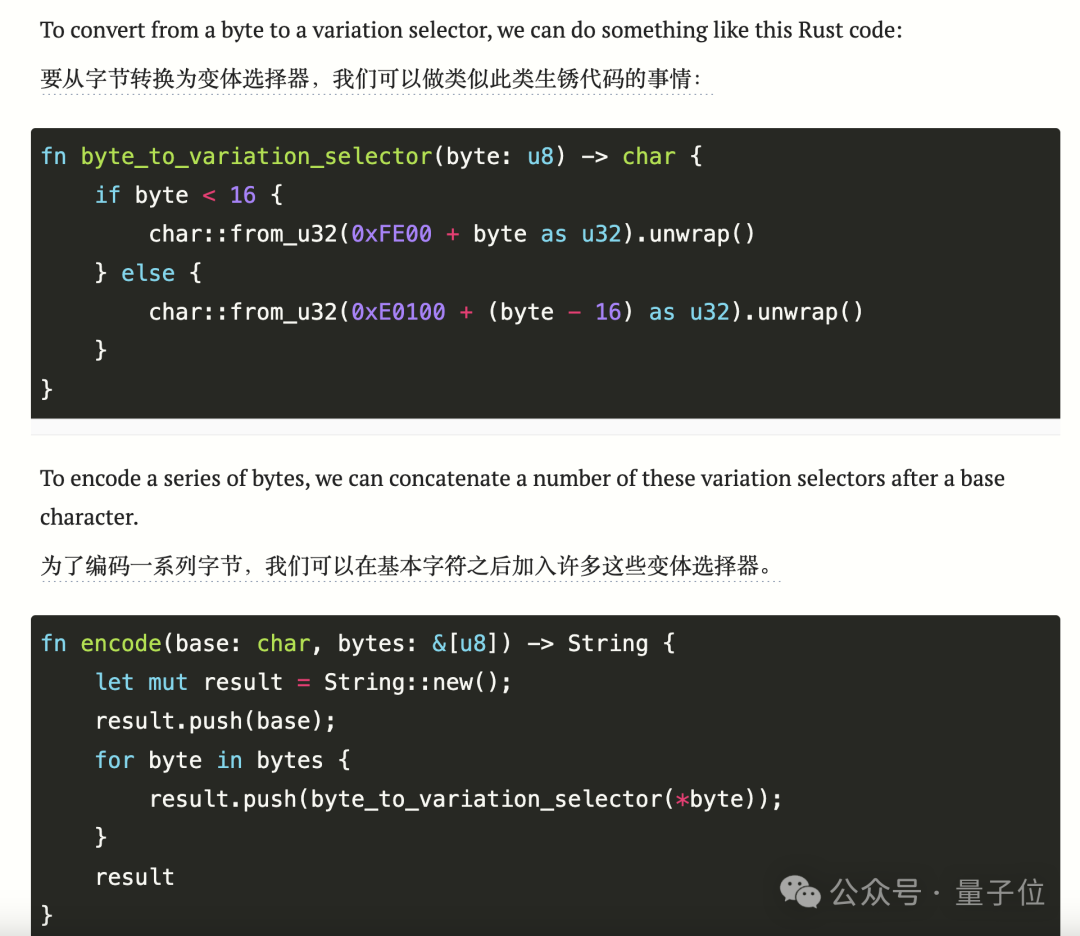 To convert from a byte to a variation selector, we can do something like this Rust code:
要从字节转换为变体选择器，我们可以做类似此类生锈代码的事情：
fn byte_to_variation_selector(byte: u8) -> char {
    if byte < 16 {
        char::from_u32(0xFE00 + byte as u32).unwrap()
    } else {
        char::from_u32(0xE0100 + (byte - 16) as u32).unwrap()
    }
}
To encode a series of bytes, we can concatenate a number of these variation selectors after a base
character.
为了编码一系列字节，我们可以在基本字符之后加入许多这些变体选择器。
fn encode(base: char, bytes: &[u8]) -> String {
    let mut result = String::new();
    result.push(base);
    for byte in bytes {
        result.push(byte_to_variation_selector(*byte));
    }
    result
}
公众号 · 量子位